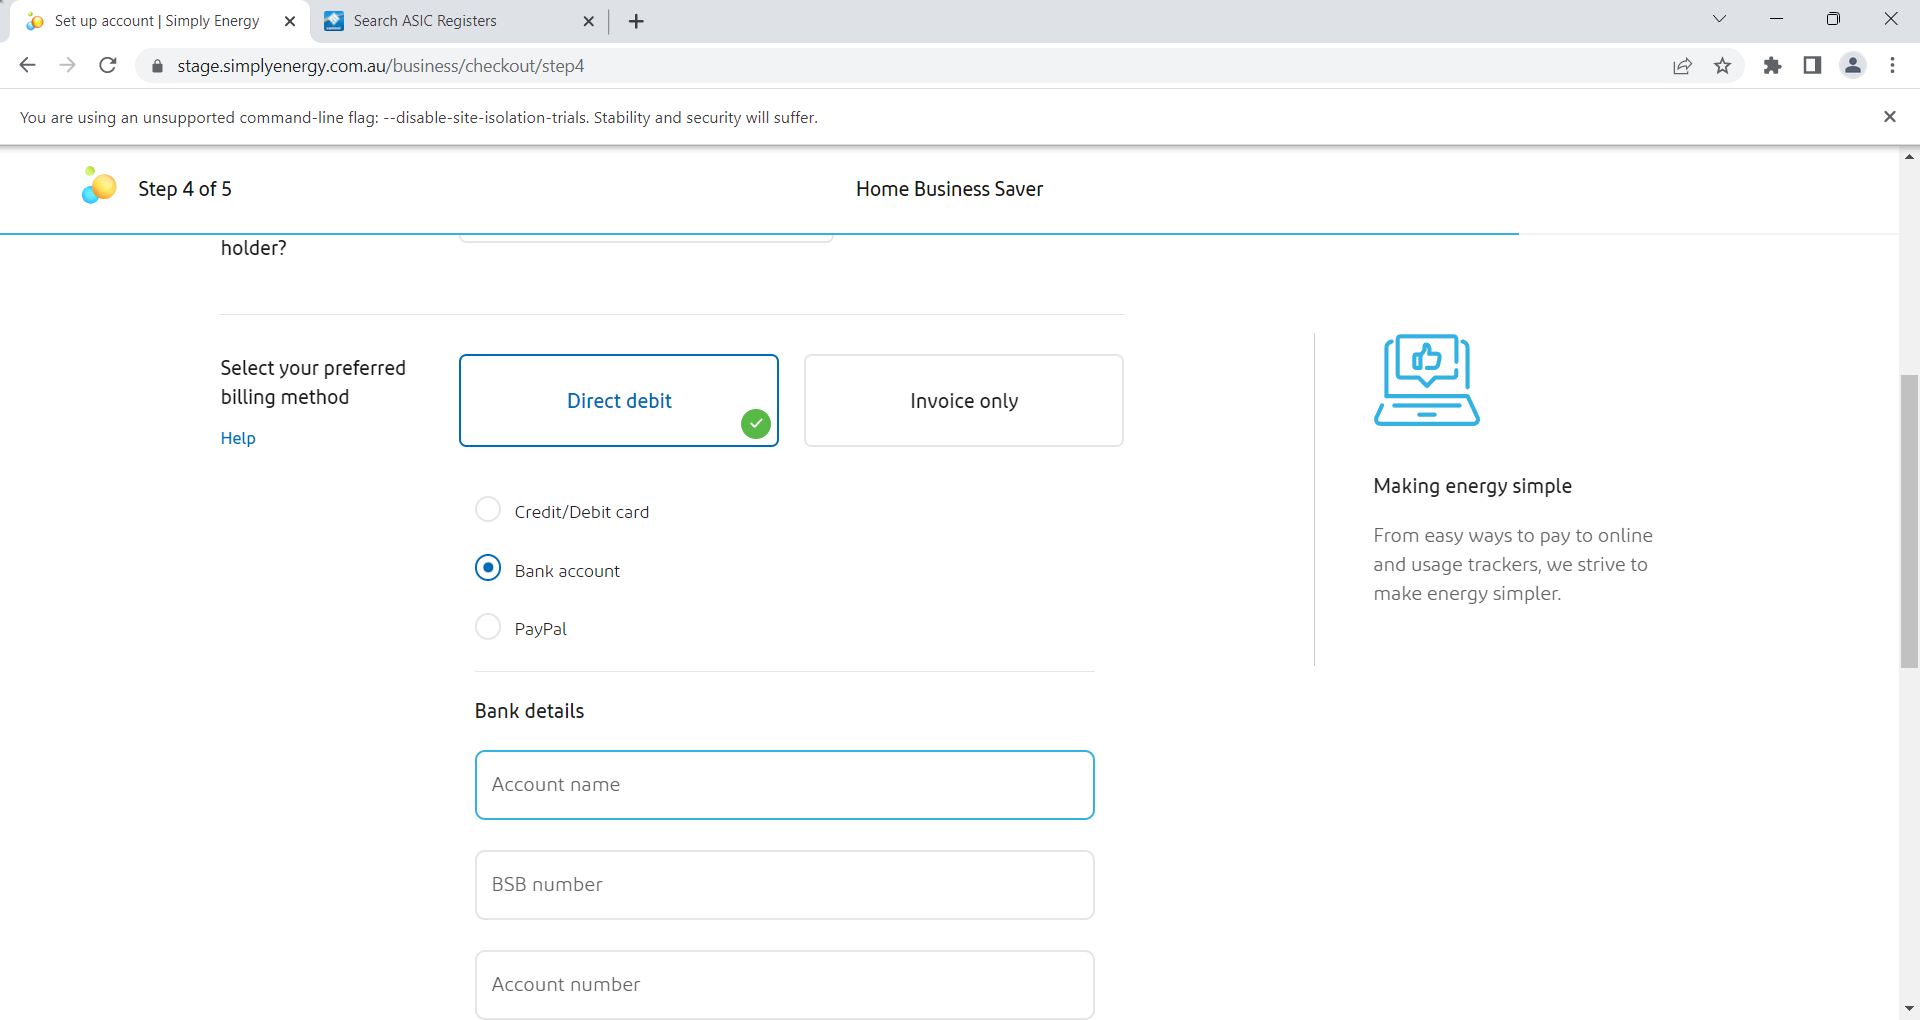 Set up account | Simply Energy
Search ASIC Registers
stage.simplyenergy.com.au/business/checkout/step4
You are using an unsupported command-line flag: --disable-site-isolation-trials. Stability and security will suffer.
Step 4 of 5
Home Business Saver
holder?
Select your preferred
billing method
Help
Direct debit
Invoice only
Credit/Debit card
Bank account
PayPal
Bank details
Account name
BSB number
Account number
Making energy simple
From easy ways to pay to online
and usage trackers, we strive to
make energy simpler.